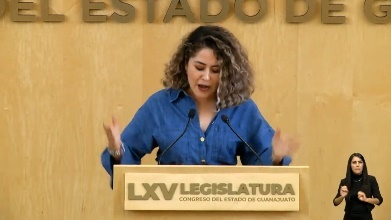 DEL ESTADO DE G
LXV LEGISLATURA
CONGRESO DEL ESTADO DE GUANAJUATO